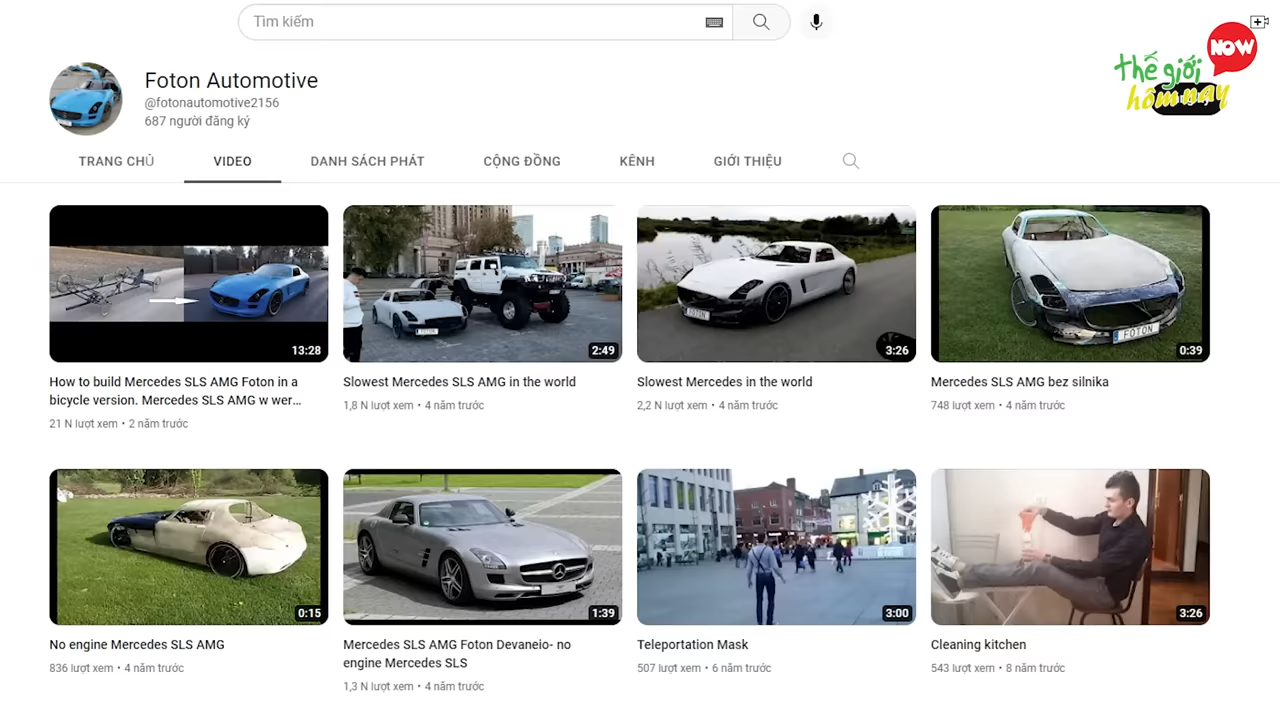 Tìm kiếm
NOW
thế giới
hôm nay
Foton Automotive
@fotonautomotive2156
687 người đăng ký
TRANG CHỦ
VIDEO
DANH SÁCH PHÁT
CỘNG ĐỒNG
KÊNH
GIỚI THIỆU
13:28
FOTON
2:49
FOTON
3:26
FOTON
0:39
How to build Mercedes SLS AMG Foton in a
bicycle version. Mercedes SLS AMG w wer...
21 N lượt xem • 2 năm trước
Slowest Mercedes SLS AMG in the world
1,8 N lượt xem • 4 năm trước
Slowest Mercedes in the world
2,2 N lượt xem • 4 năm trước
Mercedes SLS AMG bez silnika
748 lượt xem • 4 năm trước
0:15
1:39
3:00
3:26
No engine Mercedes SLS AMG
836 lượt xem • 4 năm trước
Mercedes SLS AMG Foton Devaneio- no
engine Mercedes SLS
1,3 N lượt xem • 4 năm trước
Teleportation Mask
507 lượt xem • 6 năm trước
Cleaning kitchen
543 lượt xem • 8 năm trước